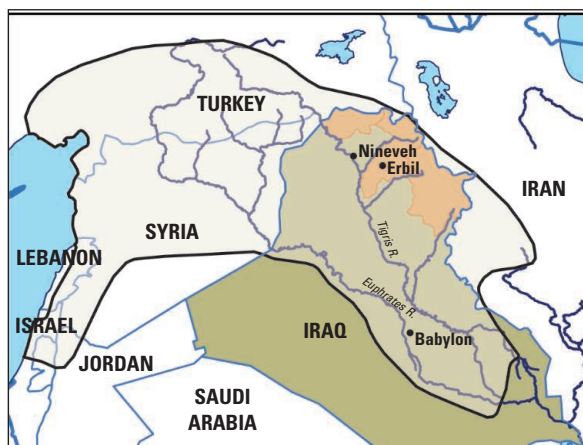 TURKEY
Nineveh
Erbil
IRAN
SYRIA
Tigris R.
LEBANON
Euphrates R.
ISRAEL
IRAQ
Babylon
JORDAN
SAUDI
ARABIA